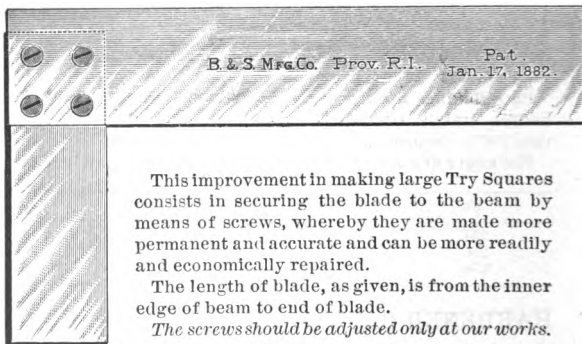 B. & S. MFG. CO. PROV. R.I. PAT.
JAN. 17, 1882.
This improvement in making large Try Squares
consists in securing the blade to the beam by
means of screws, whereby they are made more
permanent and accurate and can be more readily
and economically repaired.
The length of blade, as given, is from the inner
edge of beam to end of blade.
The screws should be adjusted only at our works.